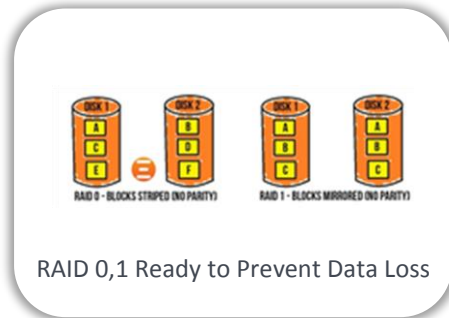 DISK 1 DISK 2 DISK 1 DISK 2
A B A A
C D B B
E F C C
RAID 0 - BLOCKS STRIPED (NO PARITY) RAID 1 - BLOCKS MIRRORED (NO PARITY)
RAID 0,1 Ready to Prevent Data Loss